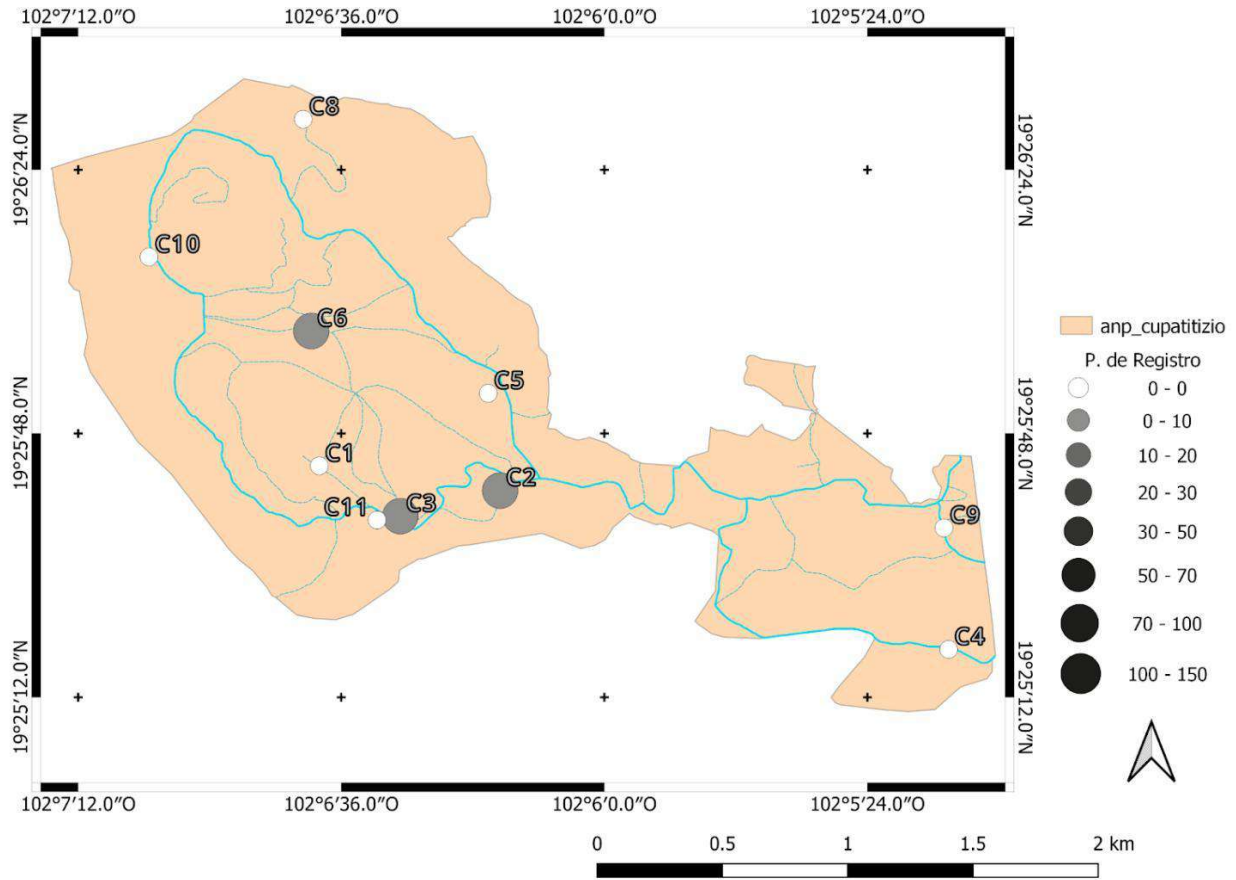 102°7'12.0"O 102°6'36.0"O 102°6'0.0"O 102°5'24.0"O
19°26'24.0"N
19°26'24.0"N
C8
C10
C6
C5
19°25'48.0"N
19°25'48.0"N
C1
C2
C11
C3
C9
C4
19°25'12.0"N
19°25'12.0"N
102°7'12.0"O 102°6'36.0"O 102°6'0.0"O 102°5'24.0"O
anp_cupatitizio
P. de Registro
0 - 0
0 - 10
10 - 20
20 - 30
30 - 50
50 - 70
70 - 100
100 - 150
0 0.5 1 1.5 2 km